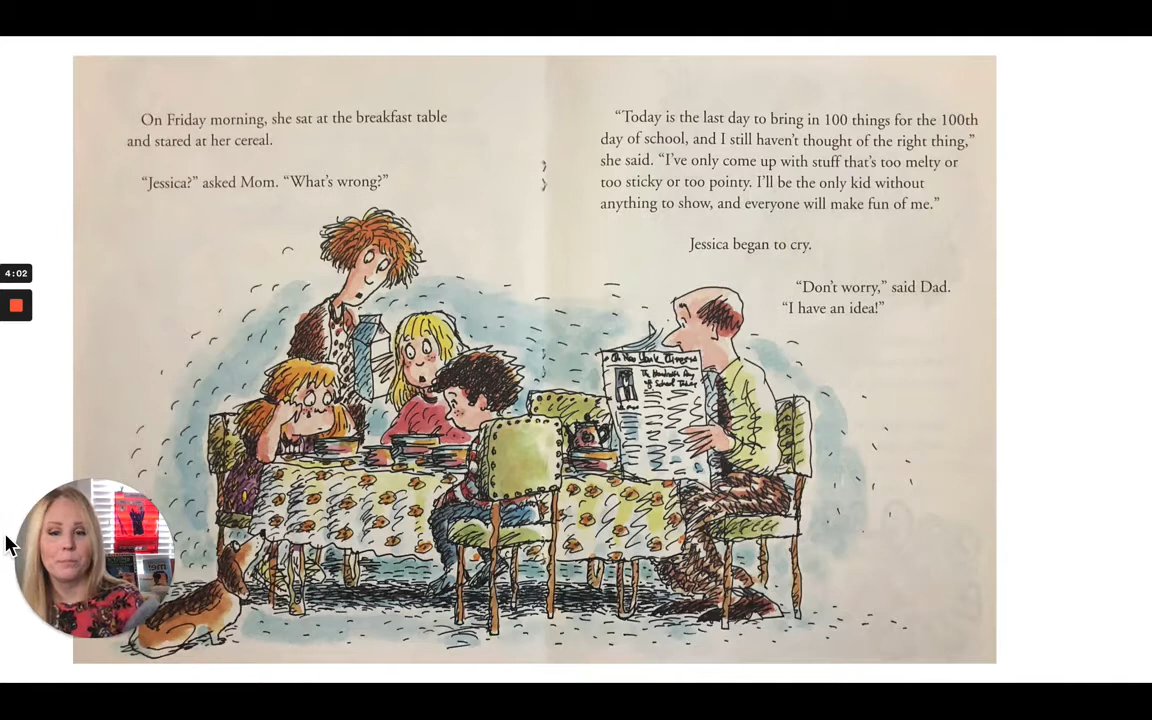 On Friday morning, she sat at the breakfast table
and stared at her cereal.
“Jessica?” asked Mom. “What’s wrong?”
“Today is the last day to bring in 100 things for the 100th
day of school, and I still haven’t thought of the right thing,”
she said. “I’ve only come up with stuff that’s too melty or
too sticky or too pointy. I’ll be the only kid without
anything to show, and everyone will make fun of me.”
Jessica began to cry.
“Don’t worry,” said Dad.
“I have an idea!”
4:02